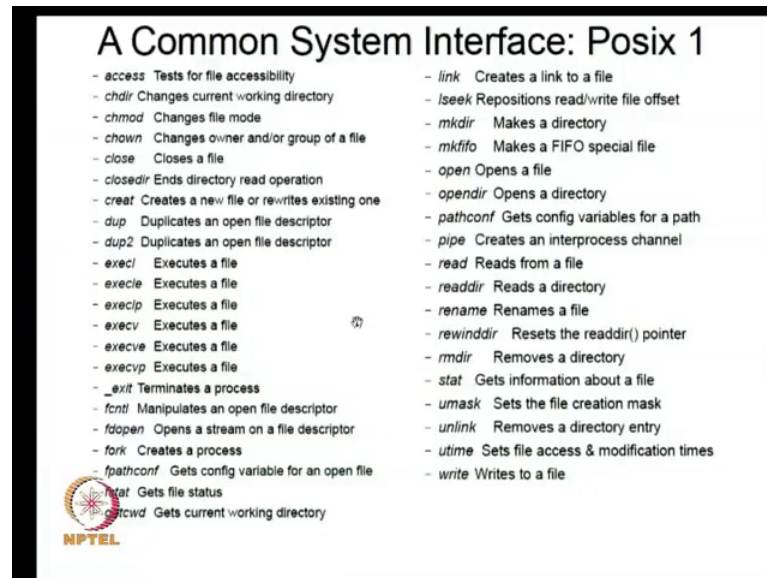 A Common System Interface: Posix 1
- access Tests for file accessibility
- chdir Changes current working directory
- chmod Changes file mode
- chown Changes owner and/or group of a file
- close Closes a file
- closedir Ends directory read operation
- creat Creates a new file or rewrites existing one
- dup Duplicates an open file descriptor
- dup2 Duplicates an open file descriptor
- execl Executes a file
- execle Executes a file
- execlp Executes a file
- execv Executes a file
- execve Executes a file
- execvp Executes a file
- _exit Terminates a process
- fcntl Manipulates an open file descriptor
- fdopen Opens a stream on a file descriptor
- fork Creates a process
- fpathconf Gets config variable for an open file
Gets file status
Gets current working directory
NPTEL
- link Creates a link to a file
- lseek Repositions read/write file offset
- mkdir Makes a directory
- mkfifo Makes a FIFO special file
- open Opens a file
- opendir Opens a directory
- pathconf Gets config variables for a path
- pipe Creates an interprocess channel
- read Reads from a file
- readdir Reads a directory
- rename Renames a file
- rewinddir Resets the readdir() pointer
- rmdir Removes a directory
- stat Gets information about a file
- umask Sets the file creation mask
- unlink Removes a directory entry
- utime Sets file access & modification times
- write Writes to a file